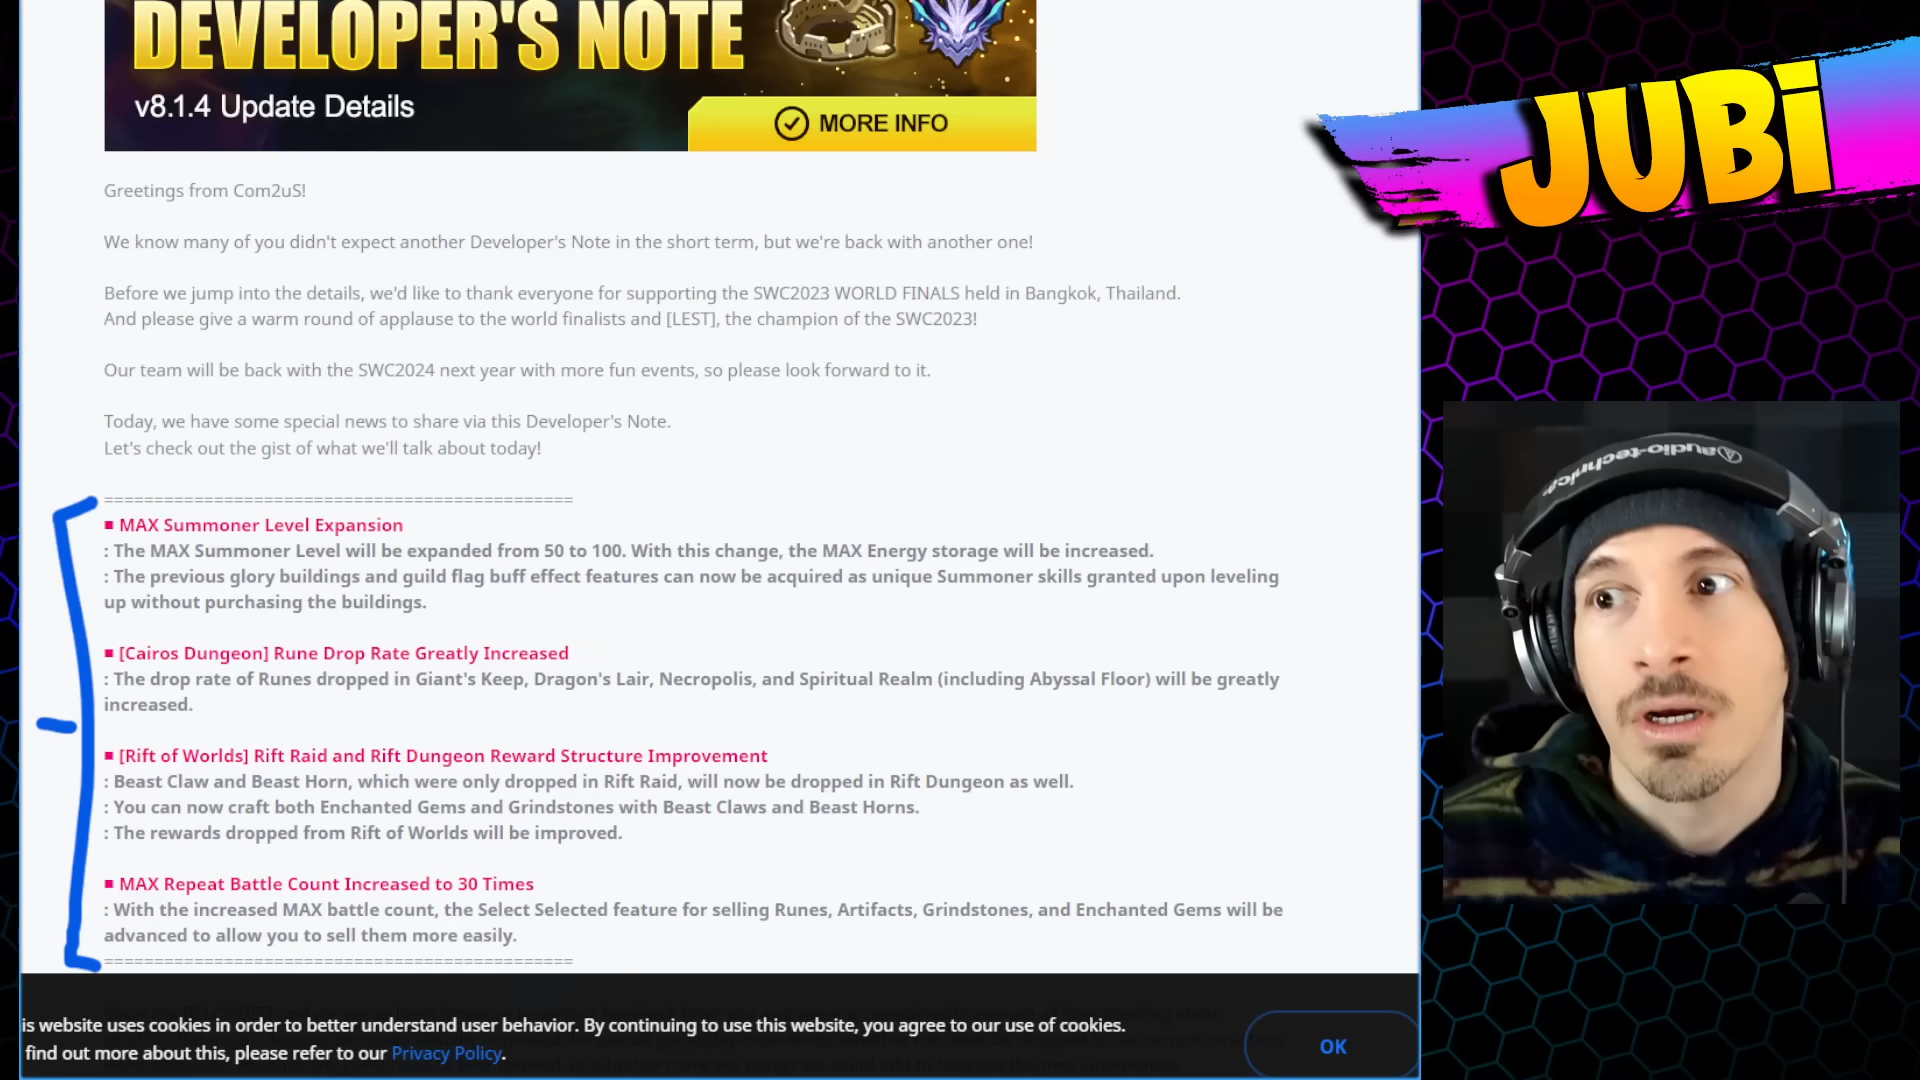 DEVELOPER'S NOTE
v8.1.4 Update Details
MORE INFO
JUBi
Greetings from Com2uS!
We know many of you didn't expect another Developer's Note in the short term, but we're back with another one!
Before we jump into the details, we'd like to thank everyone for supporting the SWC2023 WORLD FINALS held in Bangkok, Thailand.
And please give a warm round of applause to the world finalists and [LEST], the champion of the SWC2023!
Our team will be back with the SWC2024 next year with more fun events, so please look forward to it.
Today, we have some special news to share via this Developer's Note.
Let's check out the gist of what we'll talk about today!
===============================================
■ MAX Summoner Level Expansion
: The MAX Summoner Level will be expanded from 50 to 100. With this change, the MAX Energy storage will be increased.
: The previous glory buildings and guild flag buff effect features can now be acquired as unique Summoner skills granted upon leveling
up without purchasing the buildings.
■ [Cairos Dungeon] Rune Drop Rate Greatly Increased
: The drop rate of Runes dropped in Giant's Keep, Dragon's Lair, Necropolis, and Spiritual Realm (including Abyssal Floor) will be greatly
increased.
■ [Rift of Worlds] Rift Raid and Rift Dungeon Reward Structure Improvement
: Beast Claw and Beast Horn, which were only dropped in Rift Raid, will now be dropped in Rift Dungeon as well.
: You can now craft both Enchanted Gems and Grindstones with Beast Claws and Beast Horns.
: The rewards dropped from Rift of Worlds will be improved.
■ MAX Repeat Battle Count Increased to 30 Times
: With the increased MAX battle count, the Select Selected feature for selling Runes, Artifacts, Grindstones, and Enchanted Gems will be
advanced to allow you to sell them more easily.
===============================================
is website uses cookies in order to better understand user behavior. By continuing to use this website, you agree to our use of cookies.
find out more about this, please refer to our Privacy Policy.
OK
audio-technica